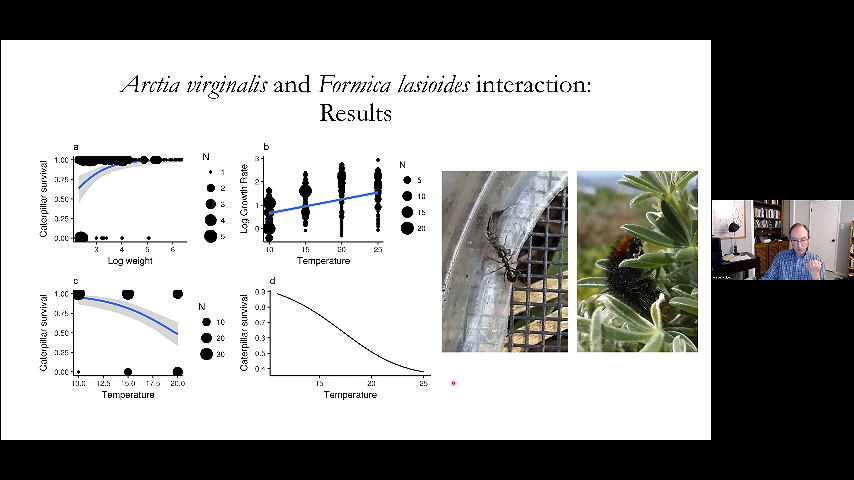 Arctia virginalis and Formica lasioides interaction:
Results
a
1.00
0.75
0.50
0.25
0.00
Caterpillar survival
3
4
5
6
Log weight
N
1
2
3
4
5
b
3
2
1
0
Log Growth Rate
10
15
20
25
Temperature
N
5
10
15
20
c
1.00
0.75
0.50
0.25
0.00
Caterpillar survival
10.0
12.5
15.0
17.5
20.0
Temperature
N
10
20
30
d
0.9
0.8
0.7
0.6
0.5
0.4
Caterpillar survival
15
20
25
Temperature